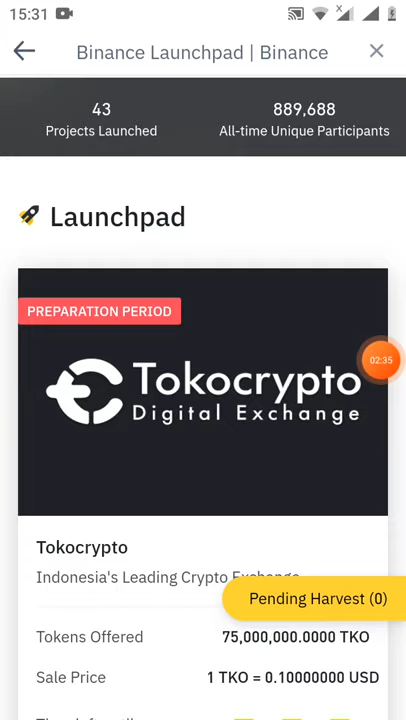 15:31
Binance Launchpad | Binance
43
889,688
Projects Launched
All-time Unique Participants
Launchpad
PREPARATION PERIOD
02:35
Tokocrypto
Digital Exchange
Tokocrypto
Indonesia's Leading Crypto Exchange
Pending Harvest (0)
Tokens Offered
75,000,000.0000 TKO
Sale Price
1 TKO = 0.10000000 USD